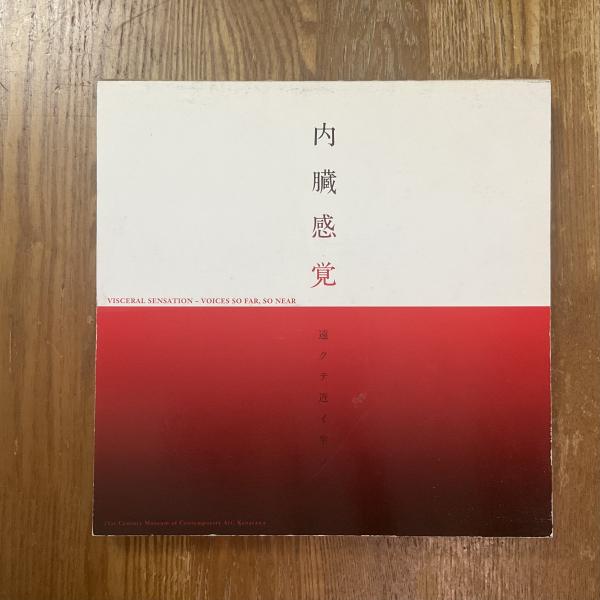 内臓感覚
VISCERAL SENSATION – VOICES SO FAR, SO NEAR
遠クテ近イ生ノ
21st Century Museum of Contemporary Art, Kanazawa